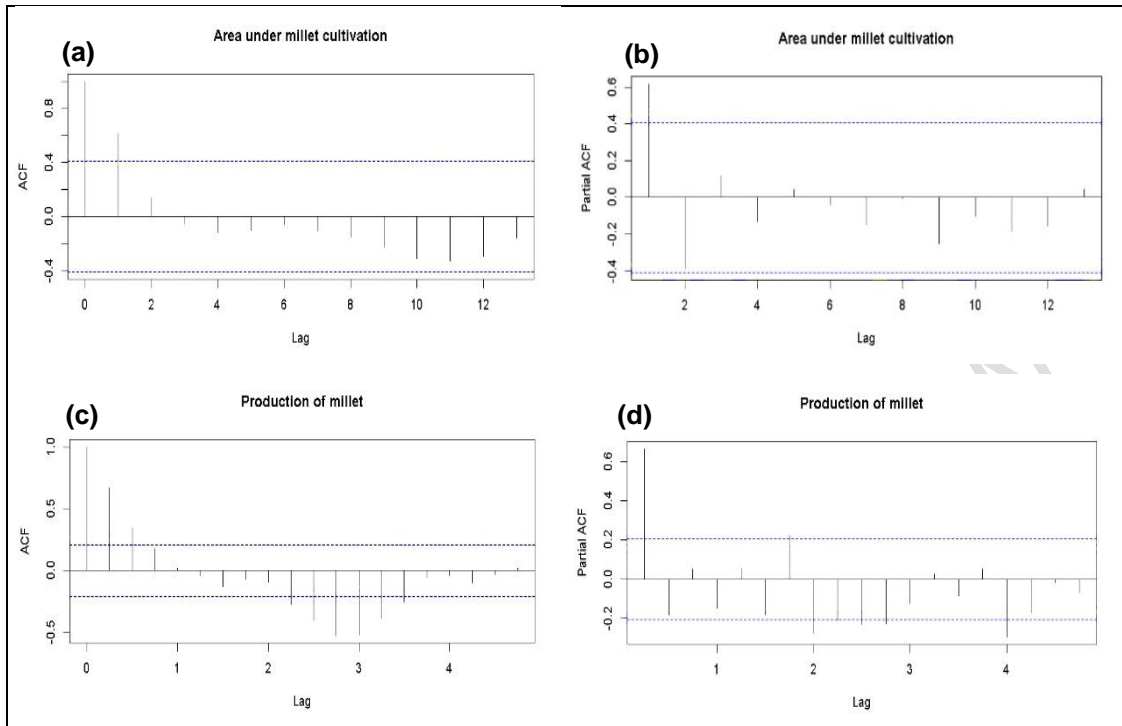 (a)
Area under millet cultivation
ACF
0.8
0.4
0.0
-0.4
0 2 4 6 8 10 12
Lag
(b)
Area under millet cultivation
Partial ACF
0.6
0.4
0.2
0.0
-0.2
-0.4
2 4 6 8 10 12
Lag
(c)
Production of millet
ACF
1.0
0.5
0.0
-0.5
0 1 2 3 4
Lag
(d)
Production of millet
Partial ACF
0.6
0.4
0.2
0.0
-0.2
1 2 3 4
Lag